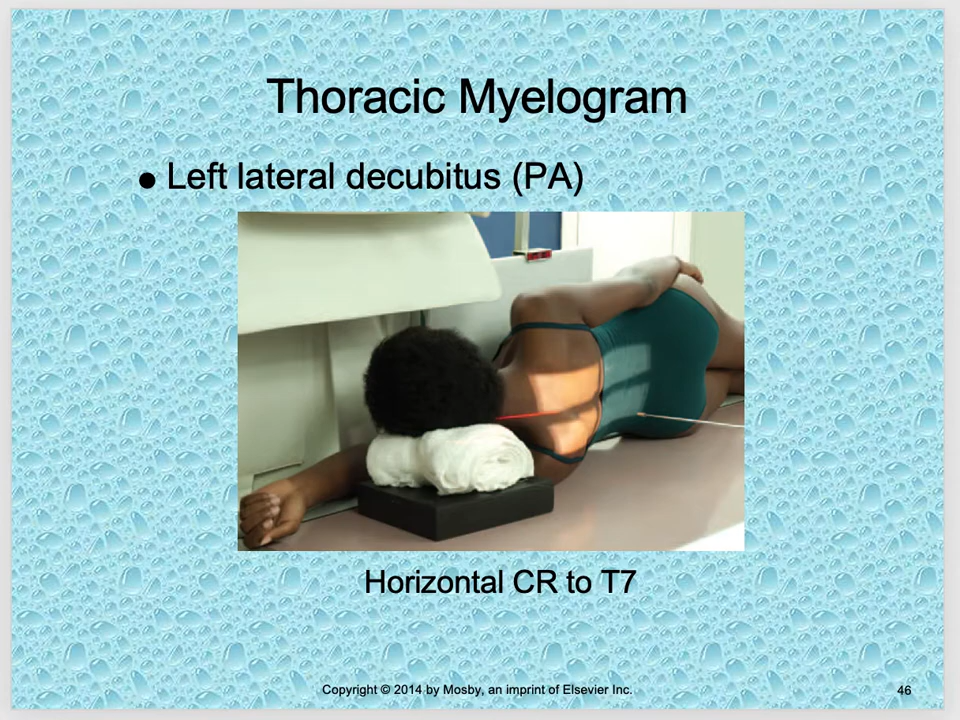 Thoracic Myelogram
● Left lateral decubitus (PA)
Horizontal CR to T7
Copyright © 2014 by Mosby, an imprint of Elsevier Inc.
46